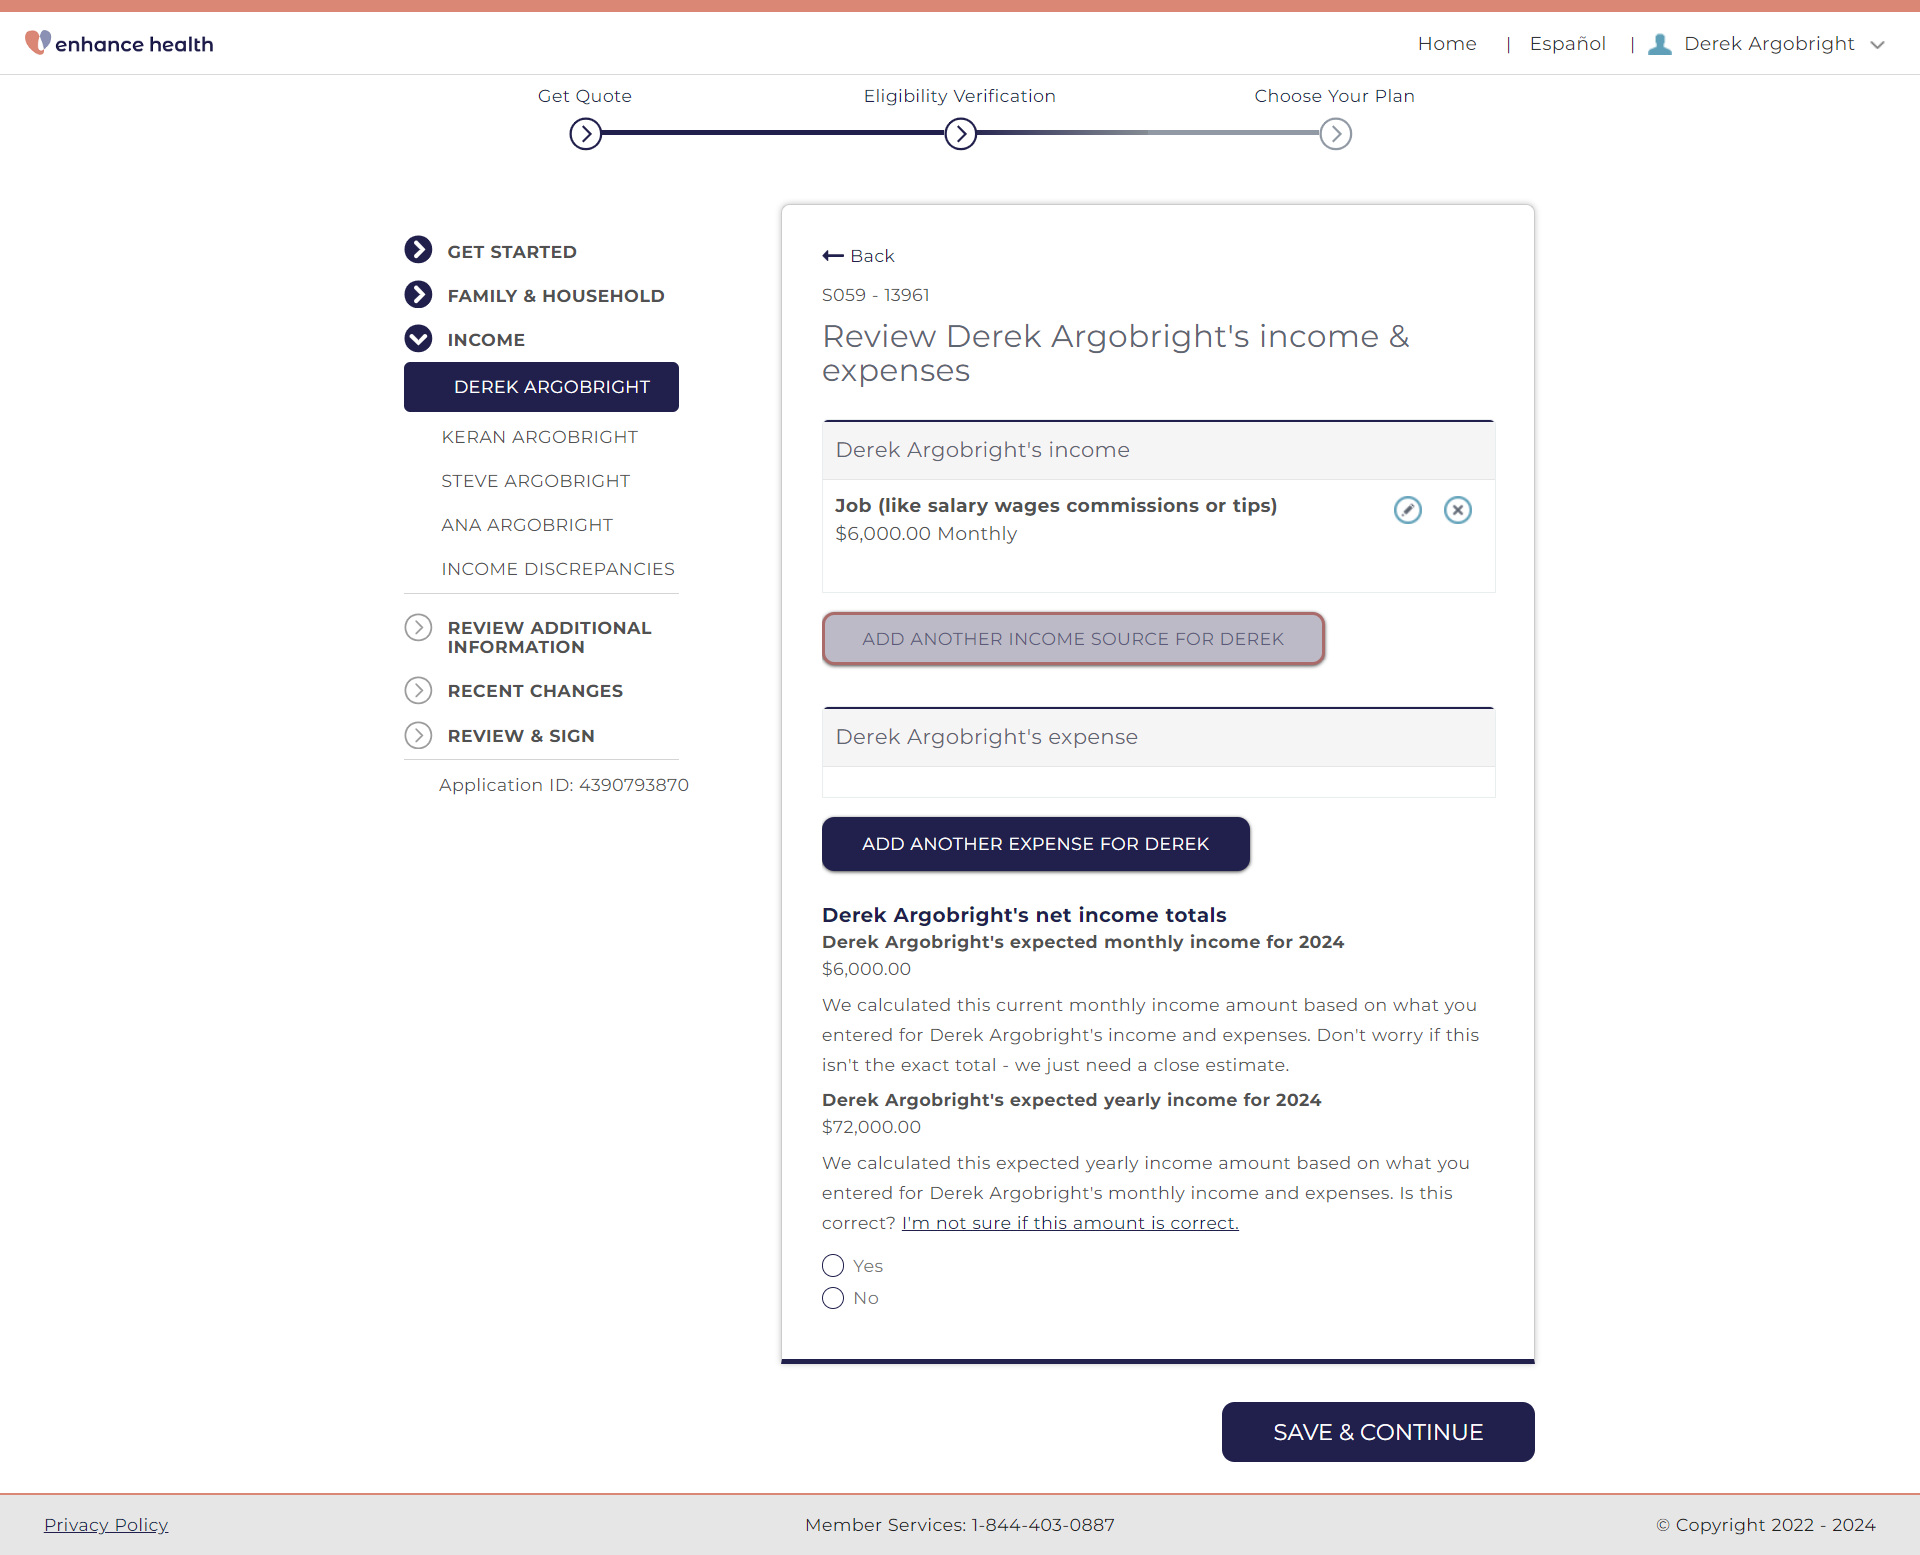 enhance health
Home | Español | Derek Argobright
Get Quote
Eligibility Verification
Choose Your Plan
GET STARTED
FAMILY & HOUSEHOLD
INCOME
DEREK ARGOBRIGHT
KERAN ARGOBRIGHT
STEVE ARGOBRIGHT
ANA ARGOBRIGHT
INCOME DISCREPANCIES
REVIEW ADDITIONAL
INFORMATION
RECENT CHANGES
REVIEW & SIGN
Application ID: 4390793870
Back
S059 - 13961
Review Derek Argobright's income &
expenses
Derek Argobright's income
Job (like salary wages commissions or tips)
$6,000.00 Monthly
ADD ANOTHER INCOME SOURCE FOR DEREK
Derek Argobright's expense
ADD ANOTHER EXPENSE FOR DEREK
Derek Argobright's net income totals
Derek Argobright's expected monthly income for 2024
$6,000.00
We calculated this current monthly income amount based on what you
entered for Derek Argobright's income and expenses. Don't worry if this
isn't the exact total - we just need a close estimate.
Derek Argobright's expected yearly income for 2024
$72,000.00
We calculated this expected yearly income amount based on what you
entered for Derek Argobright's monthly income and expenses. Is this
correct? I'm not sure if this amount is correct.
Yes
No
SAVE & CONTINUE
Privacy Policy
Member Services: 1-844-403-0887
© Copyright 2022 - 2024